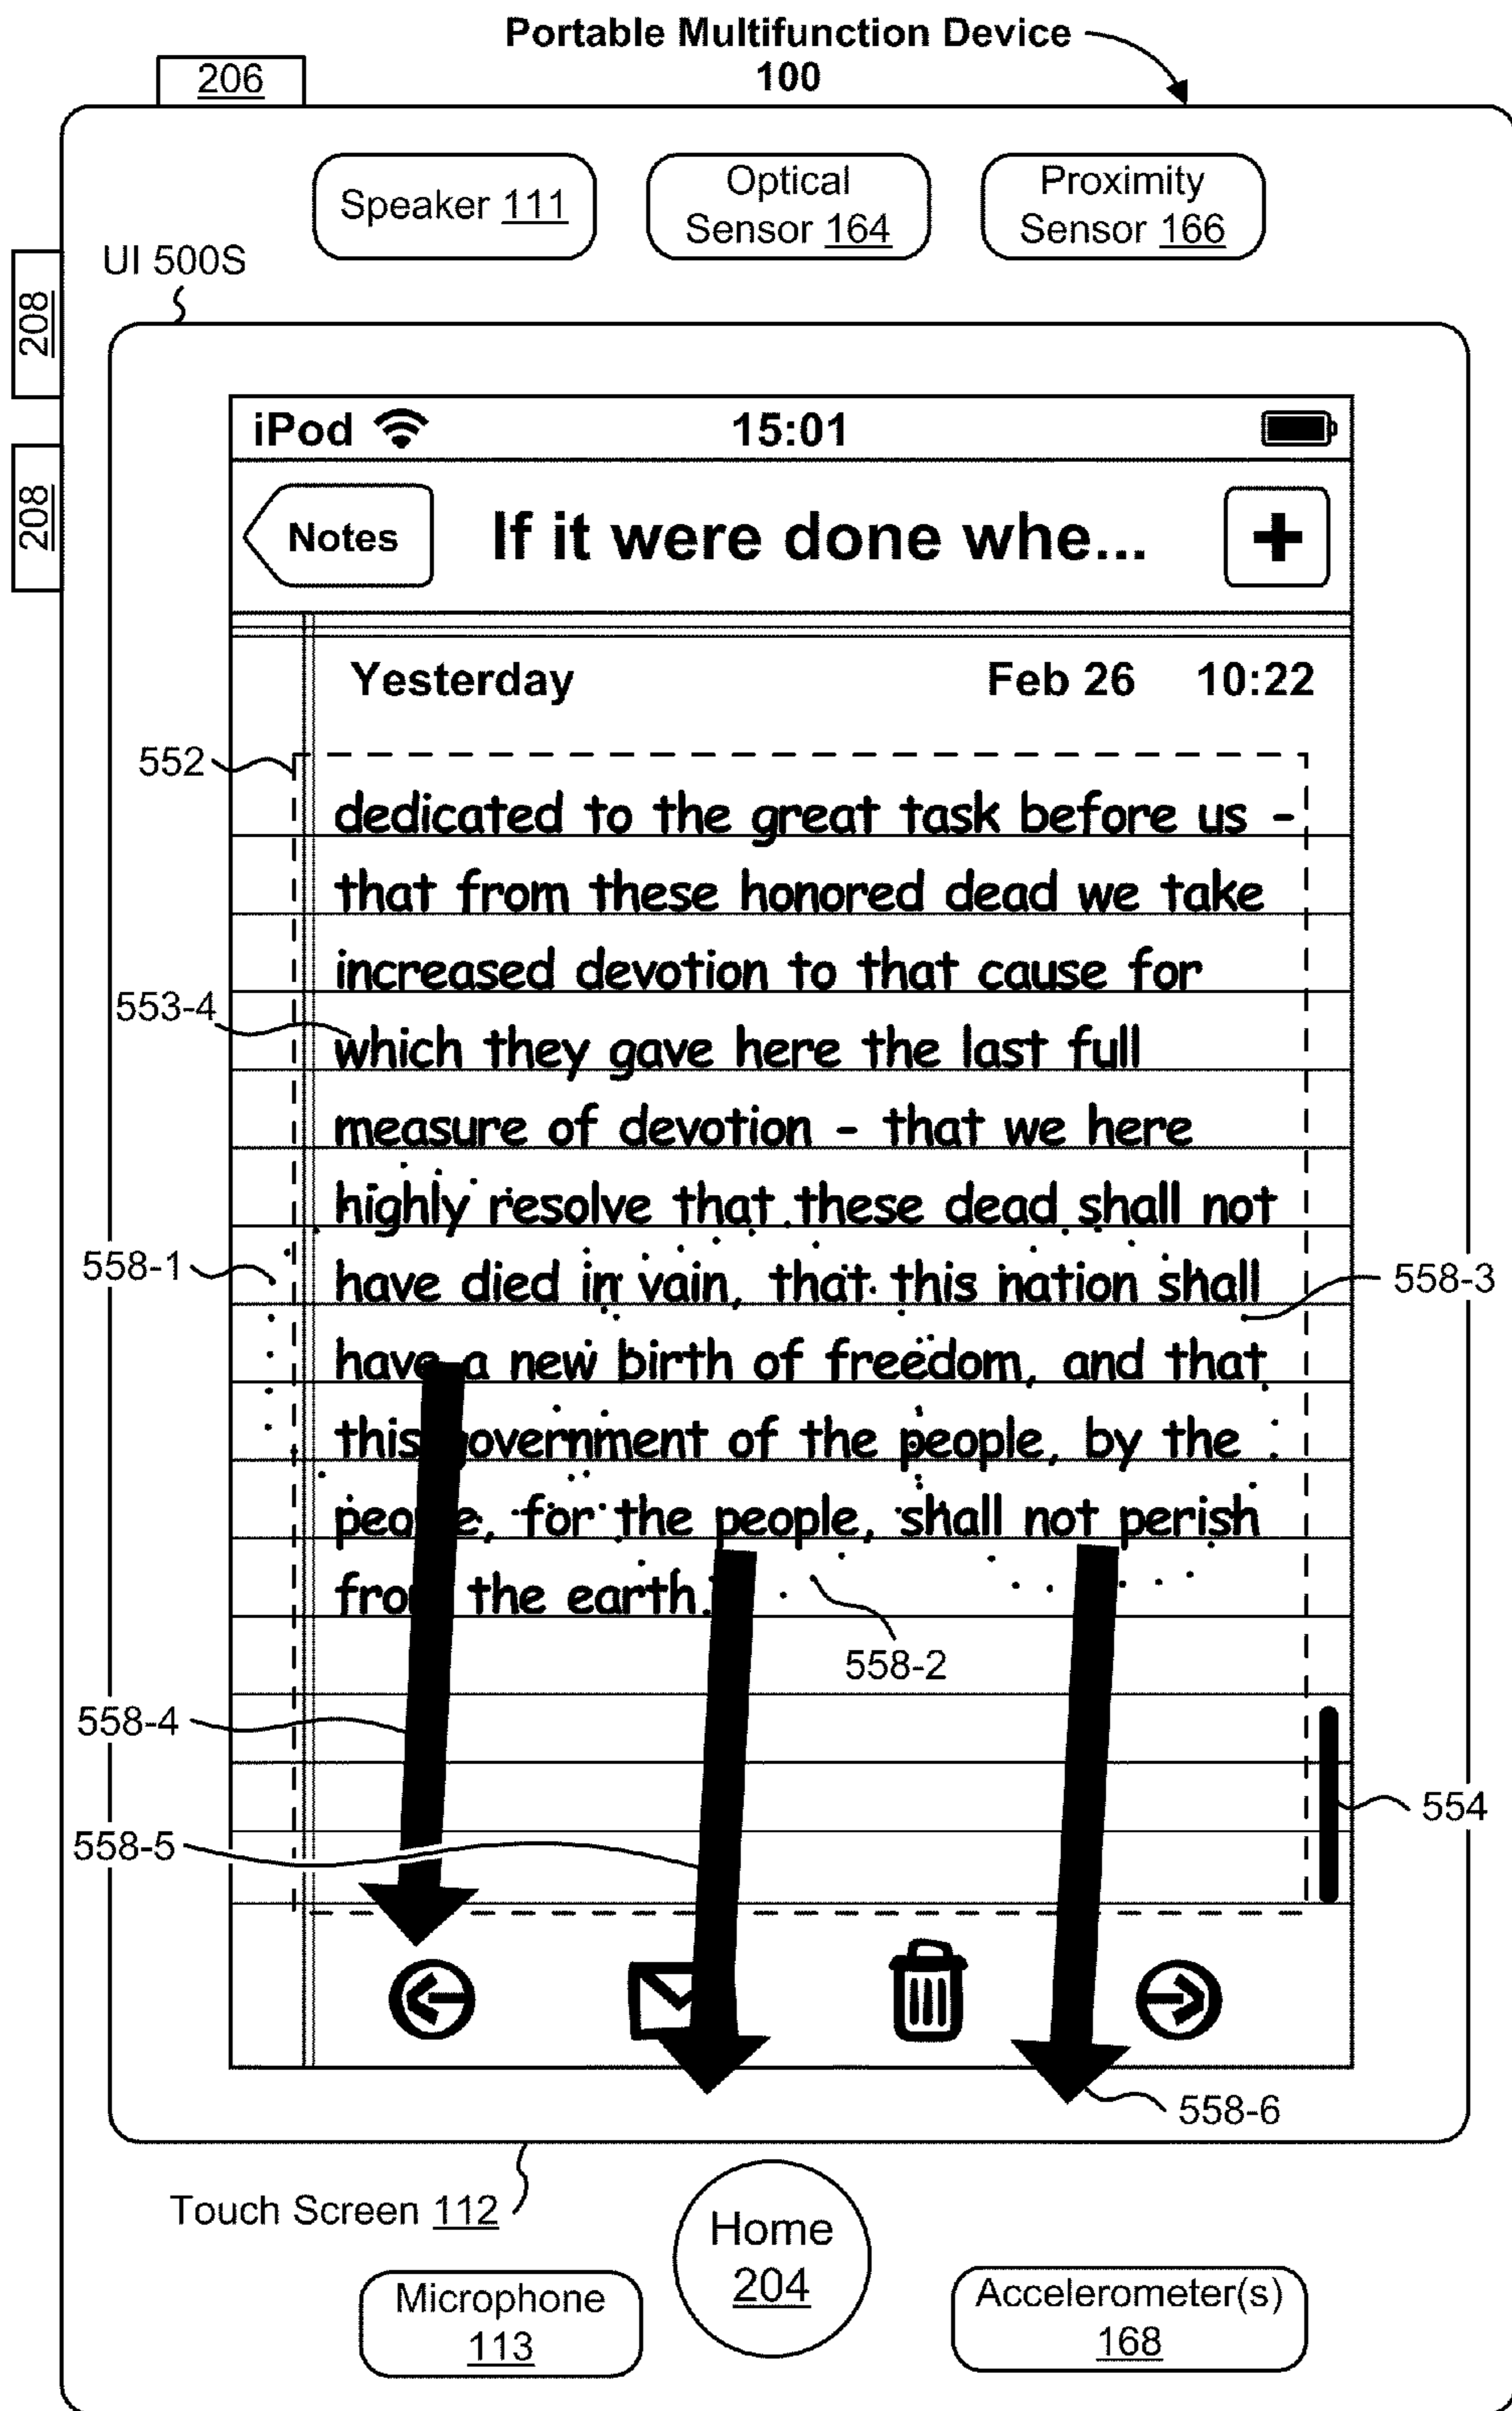 Portable Multifunction Device
100
206
Speaker 111
Optical
Sensor 164
Proximity
Sensor 166
UI 500S
208
208
iPod 15:01
Notes If it were done whe... +
Yesterday Feb 26 10:22
552
dedicated to the great task before us -
that from these honored dead we take
increased devotion to that cause for
553-4
which they gave here the last full
measure of devotion - that we here
highly resolve that these dead shall not
558-1
have died in vain, that this nation shall
558-3
have a new birth of freedom, and that
this government of the people, by the
people, for the people, shall not perish
from the earth.
558-2
558-4
554
558-5
558-6
Touch Screen 112
Home
204
Microphone
113
Accelerometer(s)
168